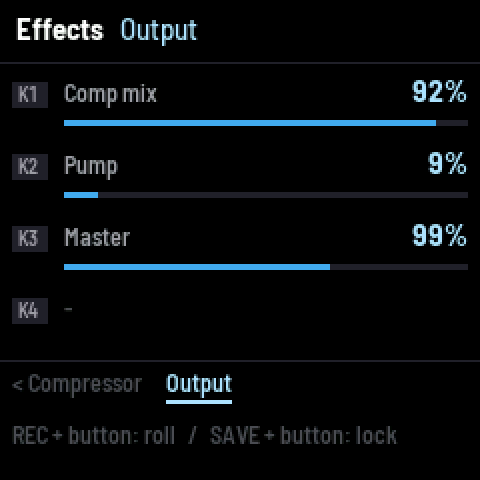 Effects Output
K1 Comp mix 92%
K2 Pump 9%
K3 Master 99%
K4 -
< Compressor Output
REC + button: roll / SAVE + button: lock